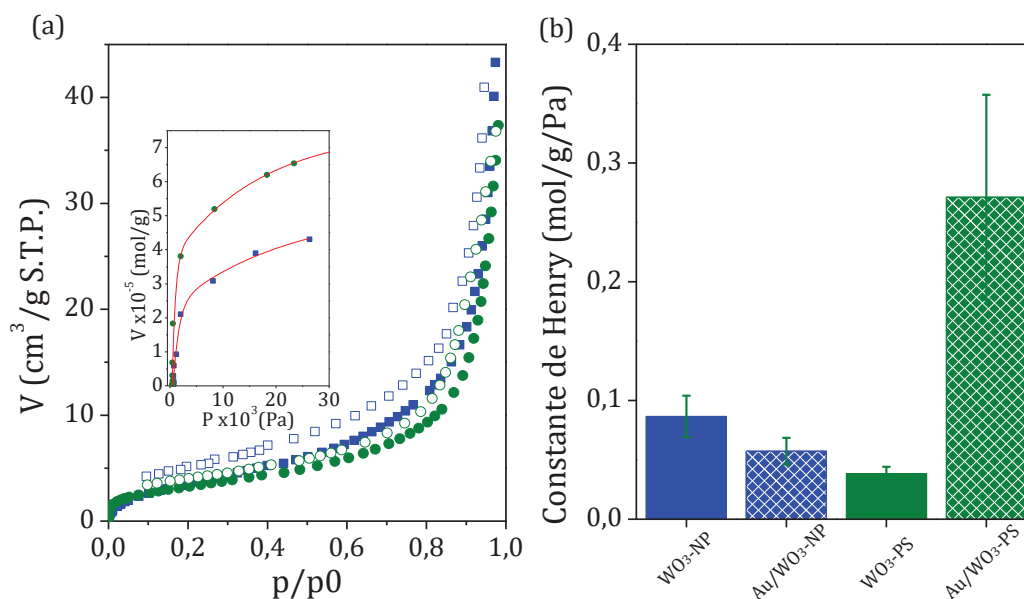 (a)
V (cm³/g S.T.P.)
40
30
20
10
0
0,0 0,2 0,4 0,6 0,8 1,0
p/p0
V x10⁻⁵ (mol/g)
7
6
5
4
3
2
1
0
0 10 20 30
P x10³(Pa)
(b)
Constante de Henry (mol/g/Pa)
0,4
0,3
0,2
0,1
0,0
WO₃-NP
Au/WO₃-NP
WO₃-PS
Au/WO₃-PS